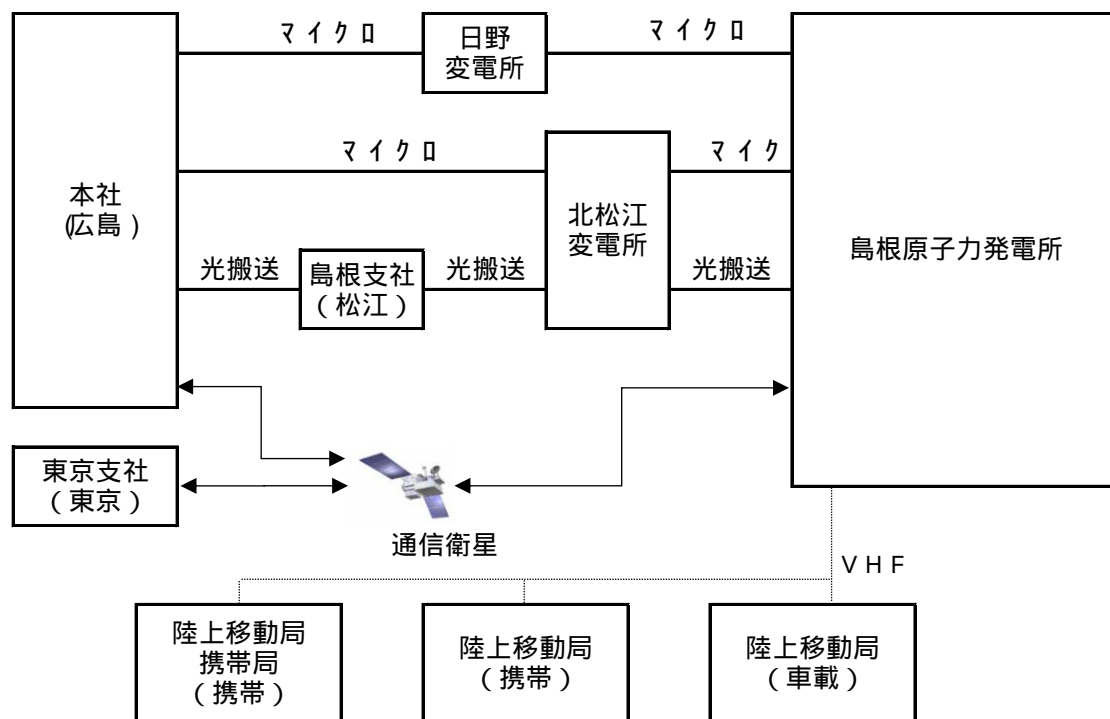 マイクロ
日野
変電所
マイクロ
マイクロ
マイク
本社
(広島)
北松江
変電所
島根原子力発電所
光搬送
島根支社
(松江)
光搬送
光搬送
東京支社
(東京)
通信衛星
VHF
陸上移動局
携帯局
(携帯)
陸上移動局
(携帯)
陸上移動局
(車載)